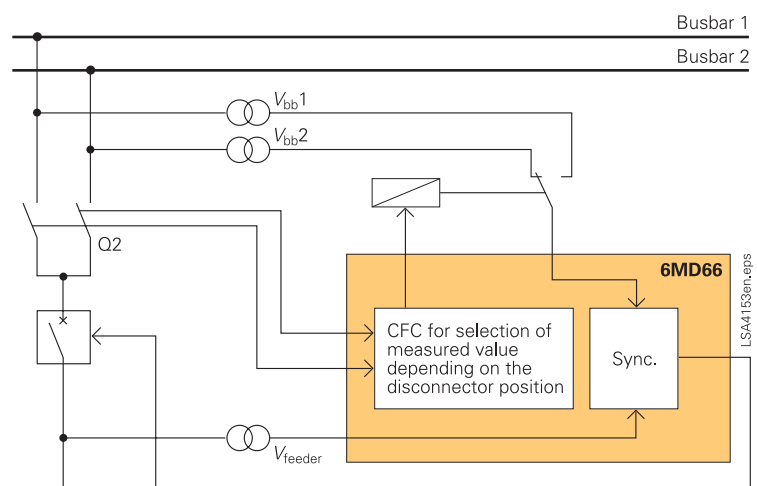 Busbar 1
Busbar 2
Vbb1
Vbb2
Q2
6MD66
LSA4153en.eps
CFC for selection of
measured value
depending on the
disconnector position
Sync.
Vfeeder